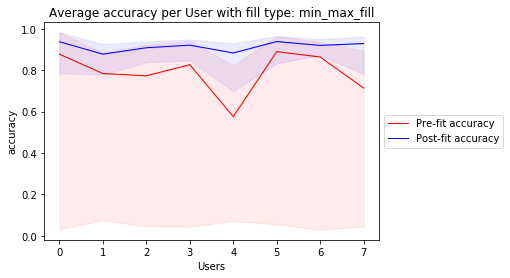 Average accuracy per User with fill type: min_max_fill
1.0
0.8
0.6
0.4
0.2
0.0
accuracy
0 1 2 3 4 5 6 7
Users
Pre-fit accuracy
Post-fit accuracy